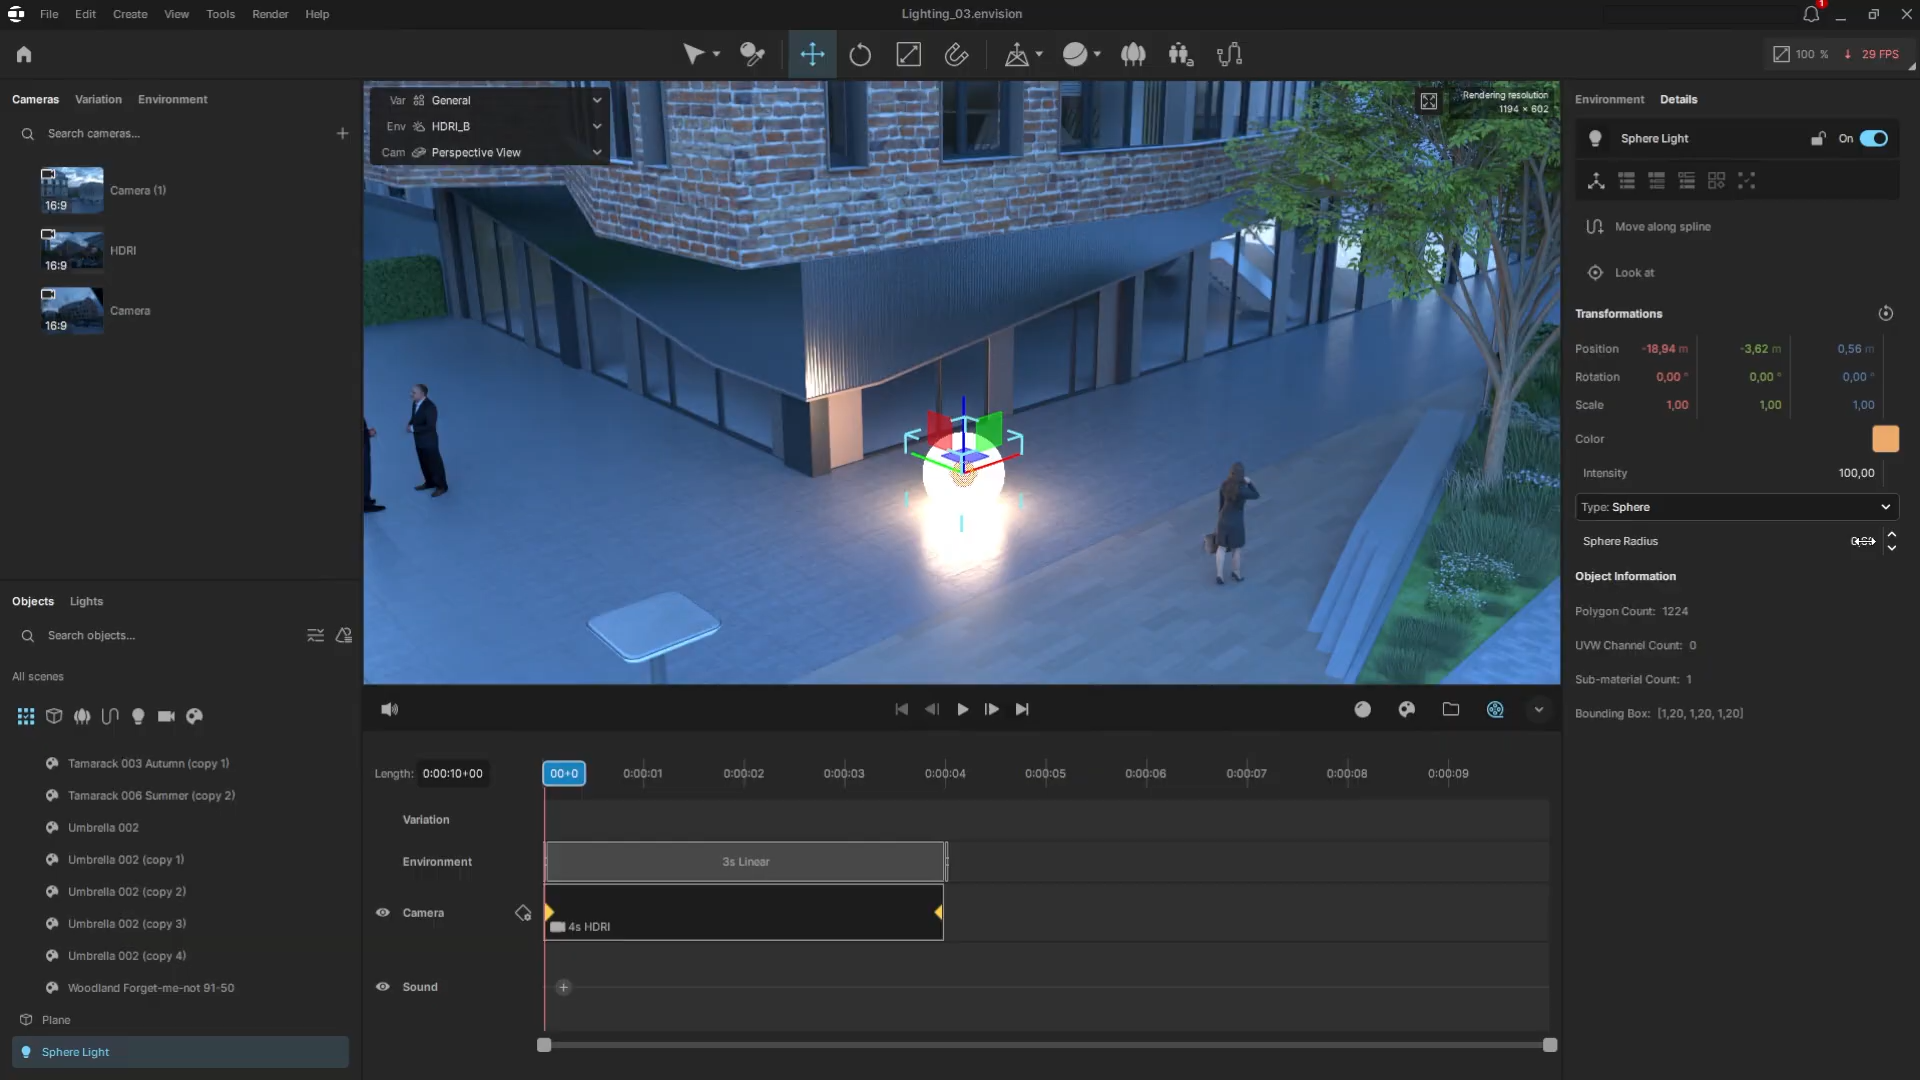 File Edit Create View Tools Render Help
Lighting_03.envision
1
100 % ↓ 29 FPS
Cameras Variation Environment
Search cameras...
16:9 Camera (1)
16:9 HDRI
16:9 Camera
Var General
Env HDRI_B
Cam Perspective View
Rendering resolution
1194 × 602
Environment Details
Sphere Light On
Move along spline
Look at
Transformations
Position -18,94 m -3,62 m 0,56 m
Rotation 0,00 ° 0,00 ° 0,00 °
Scale 1,00 1,00 1,00
Color
Intensity 100,00
Type: Sphere
Sphere Radius
Object Information
Polygon Count: 1224
UVW Channel Count: 0
Sub-material Count: 1
Bounding Box: [1,20, 1,20, 1,20]
Objects Lights
Search objects...
All scenes
Tamarack 003 Autumn (copy 1)
Tamarack 006 Summer (copy 2)
Umbrella 002
Umbrella 002 (copy 1)
Umbrella 002 (copy 2)
Umbrella 002 (copy 3)
Umbrella 002 (copy 4)
Woodland Forget-me-not 91-50
Plane
Sphere Light
Length: 0:00:10+00 00+0 0:00:01 0:00:02 0:00:03 0:00:04 0:00:05 0:00:06 0:00:07 0:00:08 0:00:09
Variation
Environment 3s Linear
Camera 4s HDRI
Sound